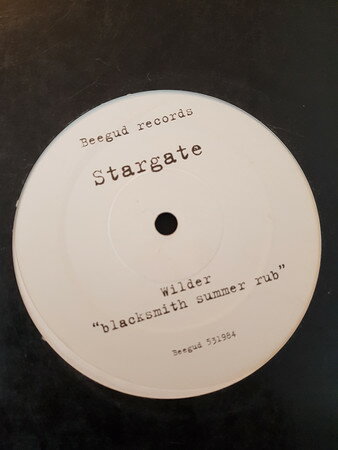 Beegud records
Stargate
Wilder
“blacksmith summer rub”
Beegud 531984